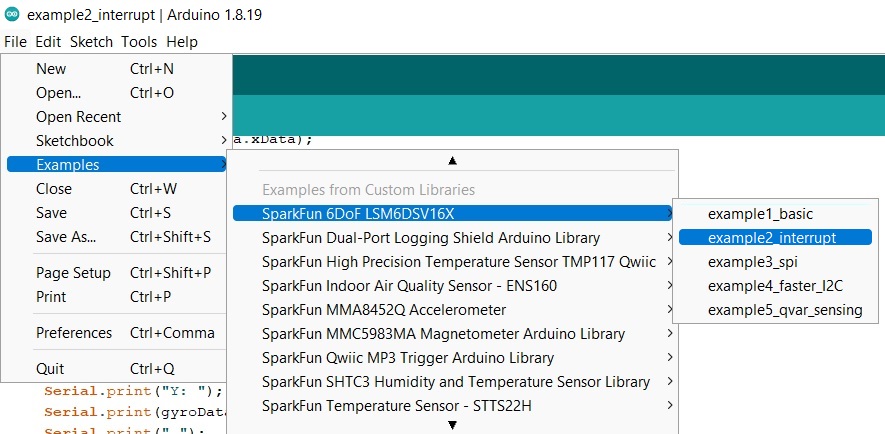 example2_interrupt | Arduino 1.8.19
File Edit Sketch Tools Help
New Ctrl+N
Open... Ctrl+O
Open Recent
Sketchbook
Examples
Close Ctrl+W
Save Ctrl+S
Save As... Ctrl+Shift+S
Page Setup Ctrl+Shift+P
Print Ctrl+P
Preferences Ctrl+Comma
Quit Ctrl+Q
a.xData);
Examples from Custom Libraries
SparkFun 6DoF LSM6DSV16X
SparkFun Dual-Port Logging Shield Arduino Library
SparkFun High Precision Temperature Sensor TMP117 Qwiic
SparkFun Indoor Air Quality Sensor - ENS160
SparkFun MMA8452Q Accelerometer
SparkFun MMC5983MA Magnetometer Arduino Library
SparkFun Qwiic MP3 Trigger Arduino Library
SparkFun SHTC3 Humidity and Temperature Sensor Library
SparkFun Temperature Sensor - STTS22H
example1_basic
example2_interrupt
example3_spi
example4_faster_I2C
example5_qvar_sensing
Serial.print("Y: ");
Serial.print(gyroData
Serial.print(" ");